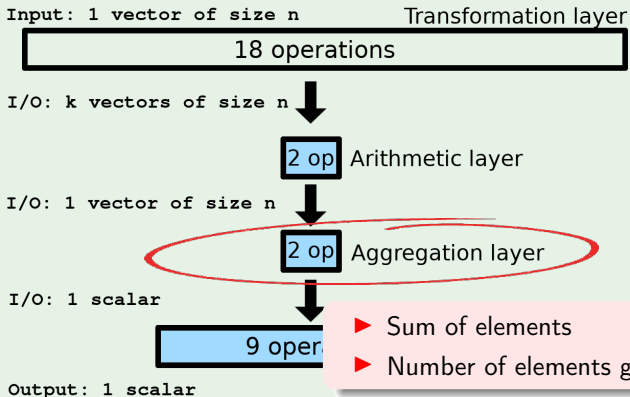 Input: 1 vector of size n
Transformation layer
18 operations
I/O: k vectors of size n
2 op
Arithmetic layer
I/O: 1 vector of size n
2 op
Aggregation layer
I/O: 1 scalar
9
Sum of elements
Number of elements
Output: 1 scalar